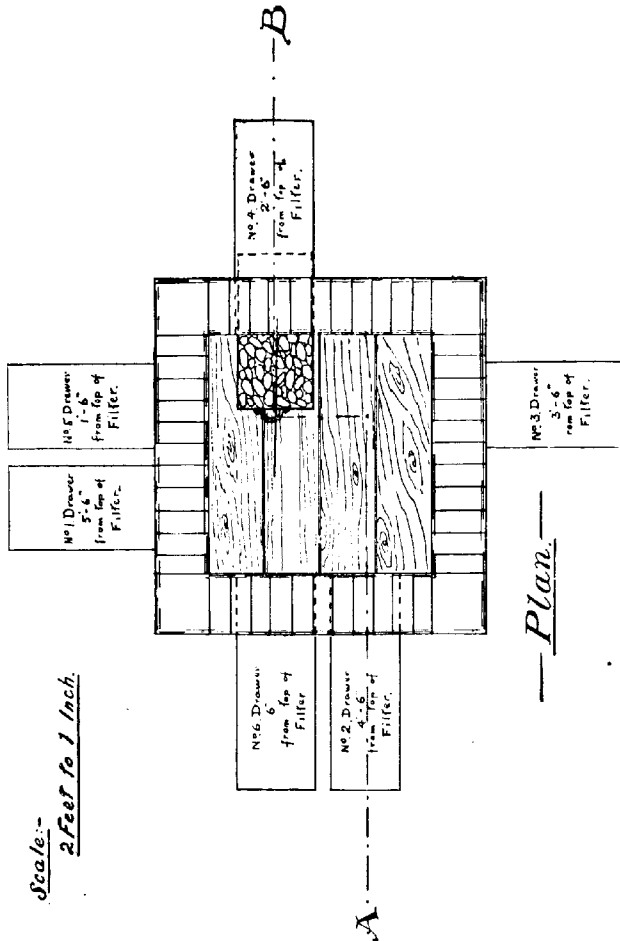 Scale:-
2 Feet to 1 Inch.
No 1 Drawer
5'-6"
from Top of
Filter.
No 5 Drawer
1'-6"
from Top of
Filter.
No 6 Drawer
6"
from Top of
Filter
No 4 Drawer
2'-6"
from Top of
Filter.
No 2 Drawer
4'-6"
from Top of
Filter.
No 3 Drawer
3'-6"
rom Top of
Filter.
A
B
Plan.